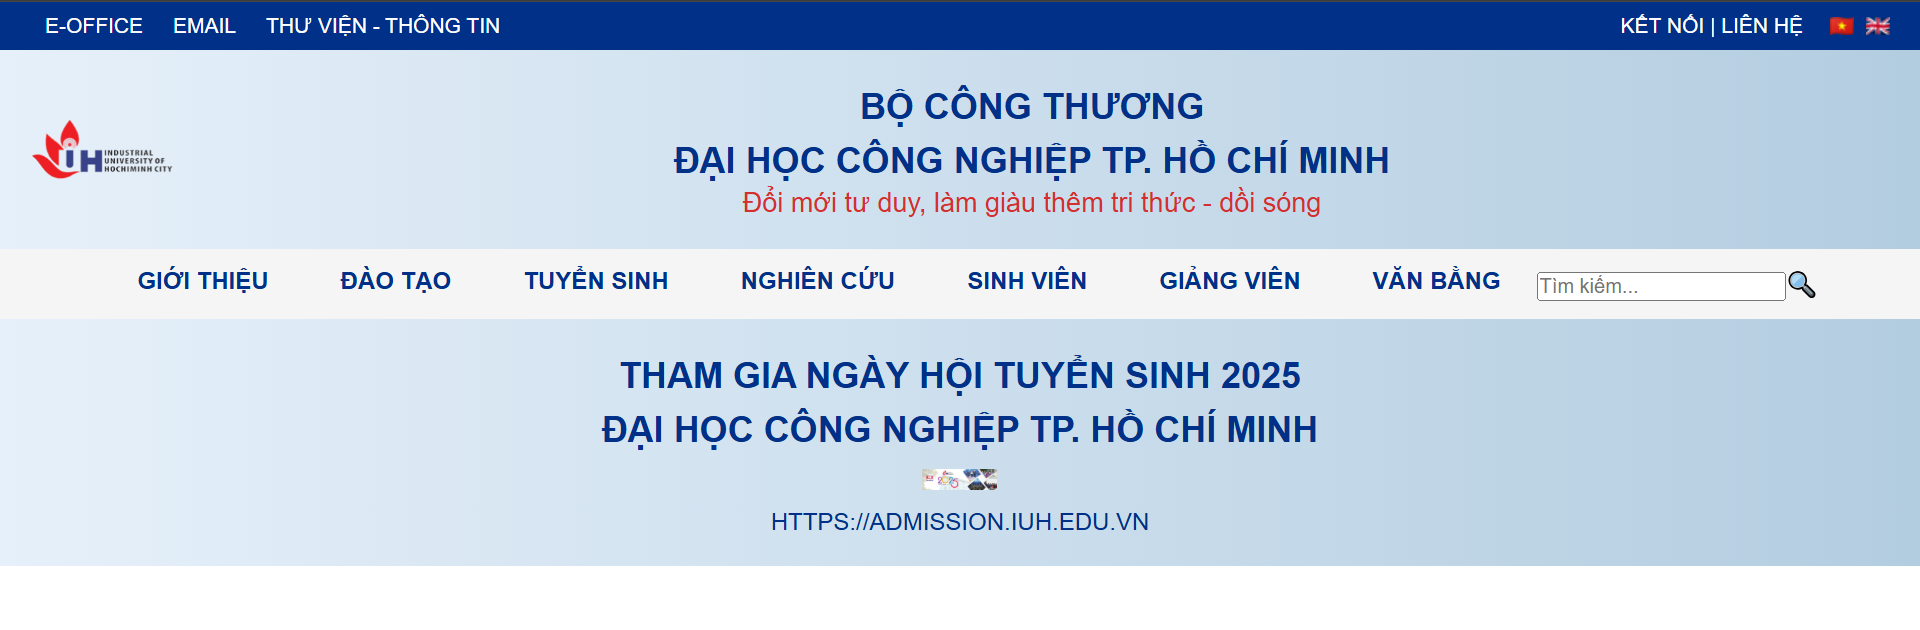 E-OFFICE EMAIL THƯ VIỆN - THÔNG TIN KẾT NỐI | LIÊN HỆ
BỘ CÔNG THƯƠNG
ĐẠI HỌC CÔNG NGHIỆP TP. HỒ CHÍ MINH
Đổi mới tư duy, làm giàu thêm tri thức - dồi sóng
IUH INDUSTRIAL
UNIVERSITY OF
HOCHIMINH CITY
GIỚI THIỆU ĐÀO TẠO TUYỂN SINH NGHIÊN CỨU SINH VIÊN GIẢNG VIÊN VĂN BẰNG Tìm kiếm...
THAM GIA NGÀY HỘI TUYỂN SINH 2025
ĐẠI HỌC CÔNG NGHIỆP TP. HỒ CHÍ MINH
HTTPS://ADMISSION.IUH.EDU.VN